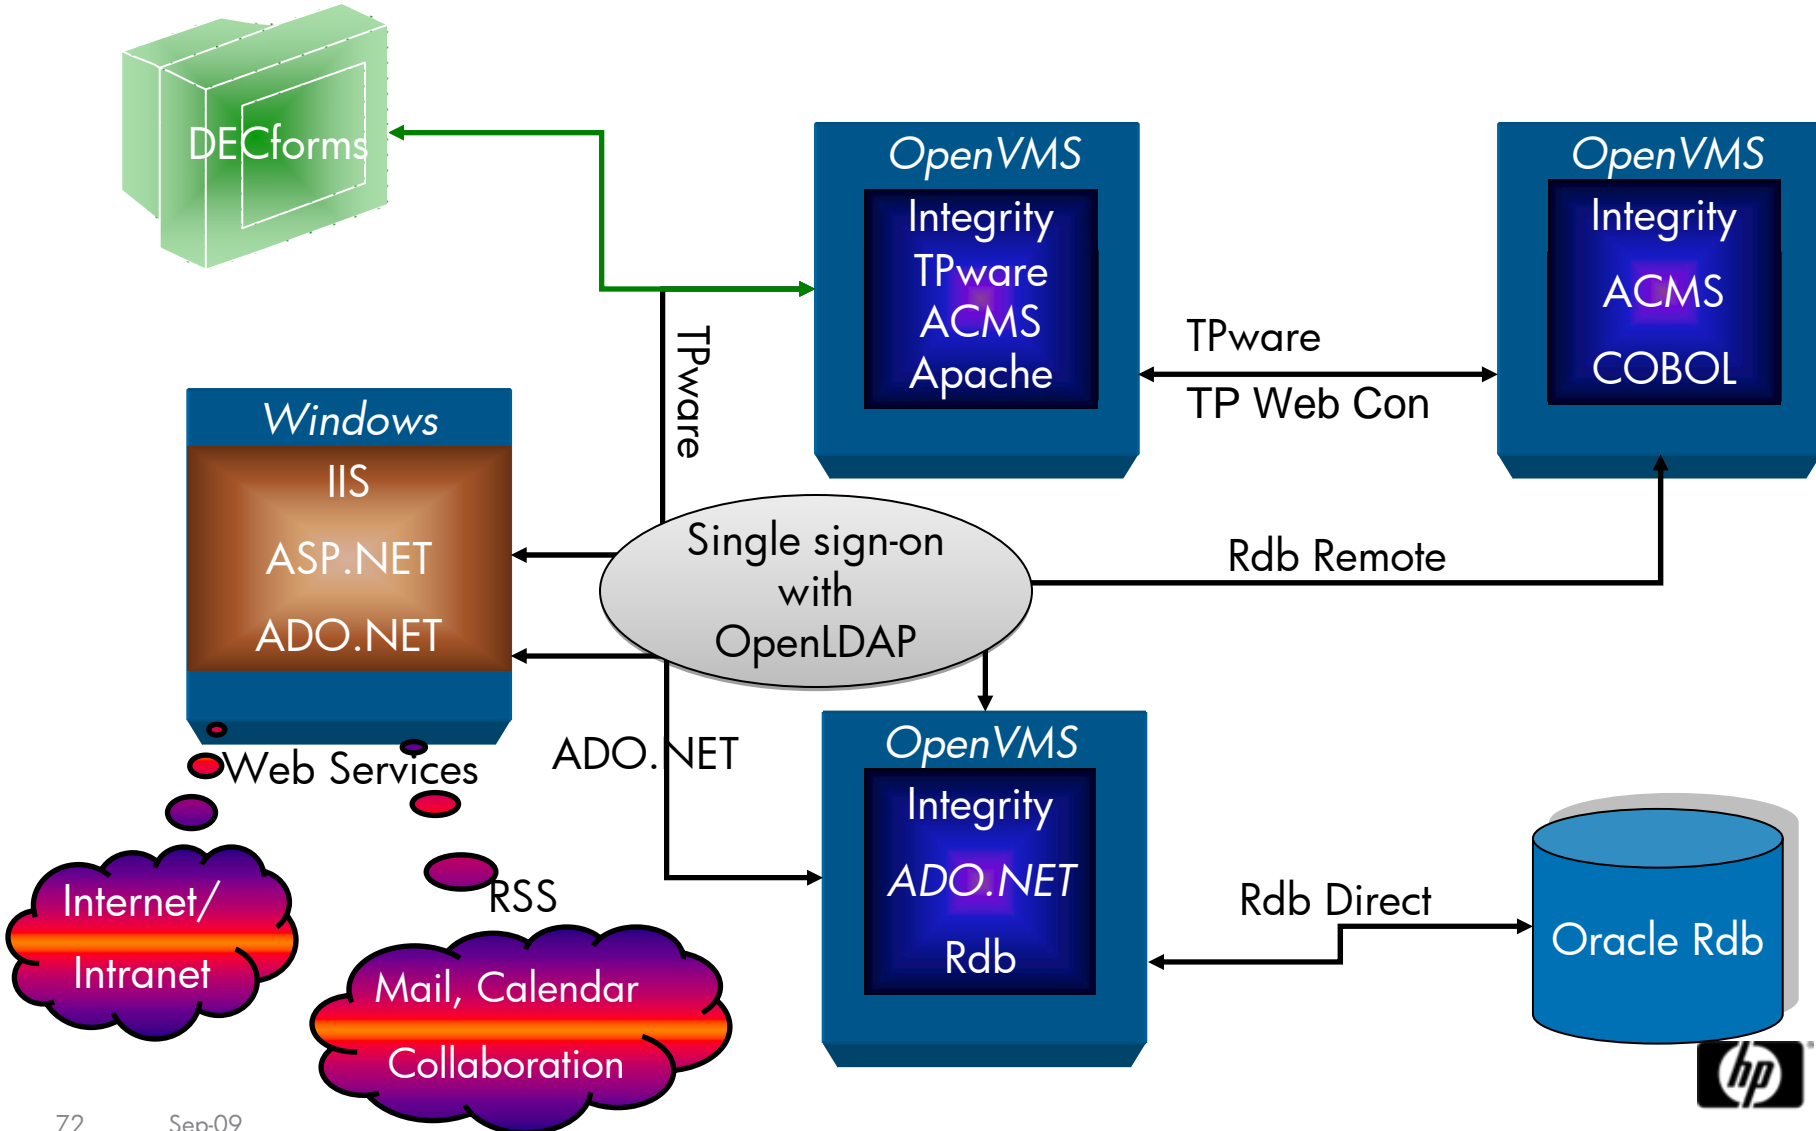 DECforms
OpenVMS
Integrity
TPware
ACMS
Apache
OpenVMS
Integrity
ACMS
COBOL
TPware
TP Web Con
TPware
Windows
IIS
ASP.NET
ADO.NET
Single sign-on
with
OpenLDAP
Rdb Remote
Web Services
ADO.NET
OpenVMS
Integrity
ADO.NET
Rdb
Rdb Direct
Oracle Rdb
Internet/
Intranet
RSS
Mail, Calendar
Collaboration
hp
72 Sep-09